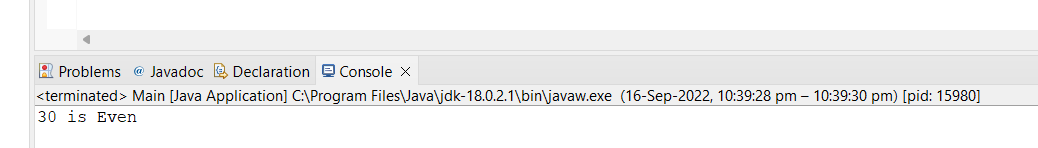 Problems @ Javadoc Declaration Console
<terminated> Main [Java Application] C:\Program Files\Java\jdk-18.0.2.1\bin\javaw.exe (16-Sep-2022, 10:39:28 pm – 10:39:30 pm) [pid: 15980]
30 is Even